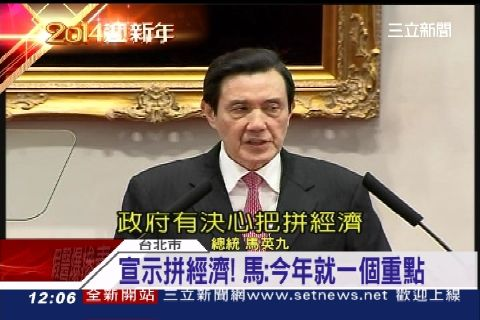 2014迎新年
三立新聞
政府有決心把拼經濟
台北市
總統 馬英九
宣示拼經濟! 馬:今年就一個重點
12:06 全新開站 三立新聞網www.setnews.net 歡迎上線